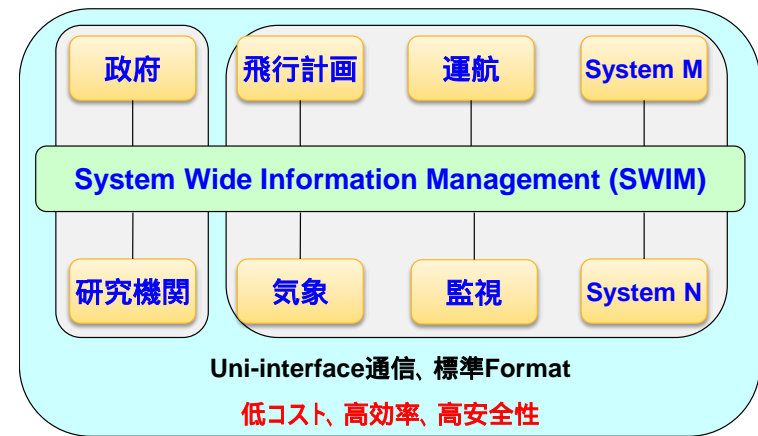 政府 飛行計画 運航 System M
System Wide Information Management (SWIM)
研究機関 気象 監視 System N
Uni-interface通信、標準Format
低コスト、高効率、高安全性